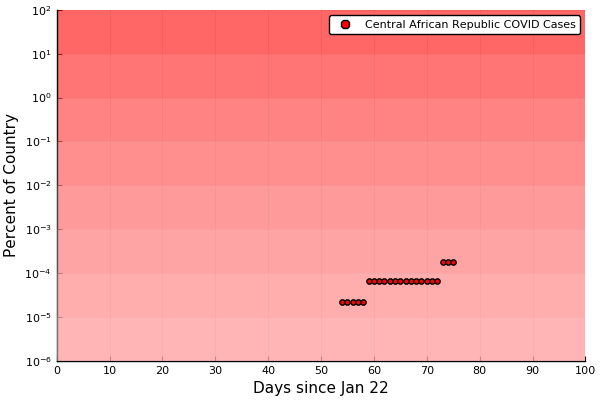 Central African Republic COVID Cases
Percent of Country
10²
10¹
10⁰
10⁻¹
10⁻²
10⁻³
10⁻⁴
10⁻⁵
10⁻⁶
0 10 20 30 40 50 60 70 80 90 100
Days since Jan 22